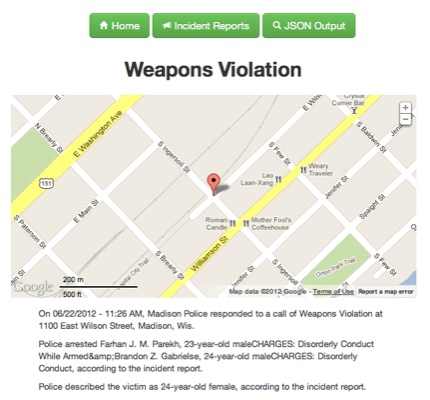 Home
Incident Reports
JSON Output
Weapons Violation
Crystal
Corner Bar
E Washington Ave
N Brearly St
S Ingersoll St
S Baldwin St
E Main St
151
S Few St
Weary
Traveler
Lao
Laan-Xang
Jenifer St
Spaight St
Roman
Candle
Mother Fool's
Coffeehouse
Williamson St
S Paterson St
S Brearly St
Capital City Trail
S Ingersoll St
Orton Park Trail
S Few St
200 m
500 ft
Google
Map data ©2012 Google - Terms of Use Report a map error
On 06/22/2012 - 11:26 AM, Madison Police responded to a call of Weapons Violation at
1100 East Wilson Street, Madison, Wis.
Police arrested Farhan J. M. Parekh, 23-year-old maleCHARGES: Disorderly Conduct
While Armed&amp;Brandon Z. Gabrielse, 24-year-old maleCHARGES: Disorderly
Conduct, according to the incident report.
Police described the victim as 24-year-old female, according to the incident report.